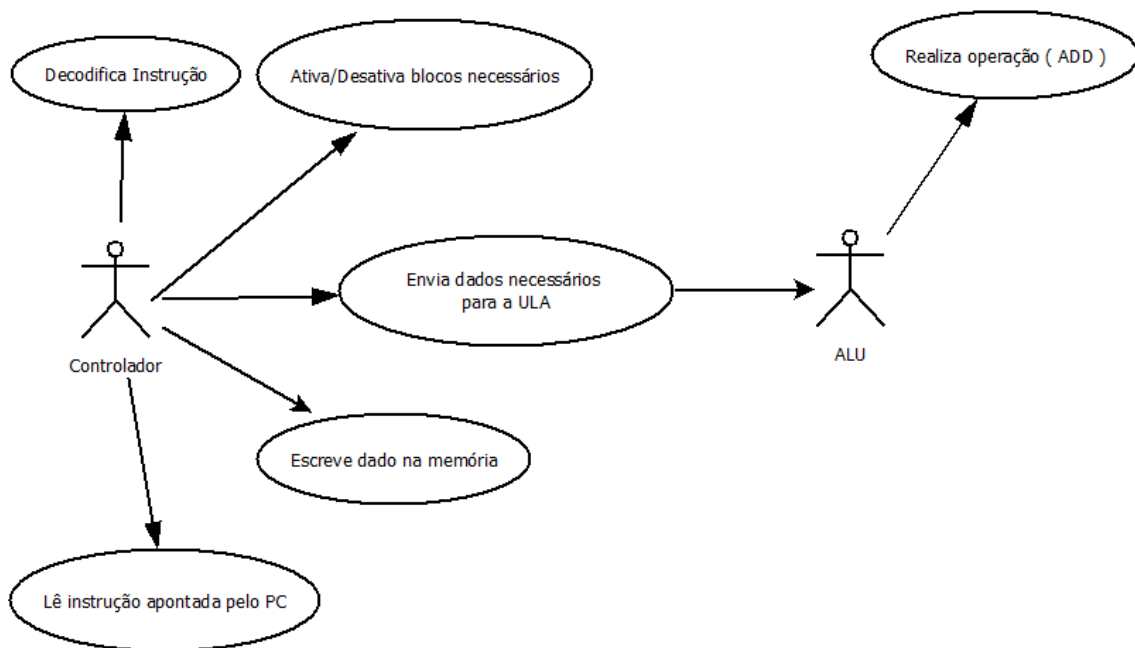 Decodifica Instrução
Ativa/Desativa blocos necessários
Realiza operação ( ADD )
Envia dados necessários
para a ULA
Controlador
ALU
Escreve dado na memória
Lê instrução apontada pelo PC